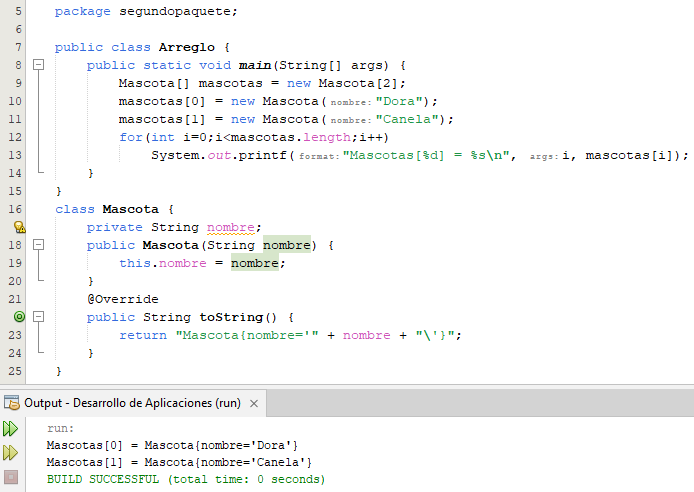 5 package segundopaquete;
6
7 public class Arreglo {
8 public static void main(String[] args) {
9 Mascota[] mascotas = new Mascota[2];
10 mascotas[0] = new Mascota( nombre: "Dora");
11 mascotas[1] = new Mascota( nombre: "Canela");
12 for(int i=0;i<mascotas.length;i++)
13 System.out.printf( format: "Mascotas[%d] = %s\n", args: i, mascotas[i]);
14 }
15 }
16 class Mascota {
private String nombre;
18 public Mascota(String nombre) {
19 this.nombre = nombre;
20 }
21 @Override
public String toString() {
23 return "Mascota{nombre='" + nombre + "\'}";
24 }
25 }
Output - Desarrollo de Aplicaciones (run) ×
run:
Mascotas[0] = Mascota{nombre='Dora'}
Mascotas[1] = Mascota{nombre='Canela'}
BUILD SUCCESSFUL (total time: 0 seconds)